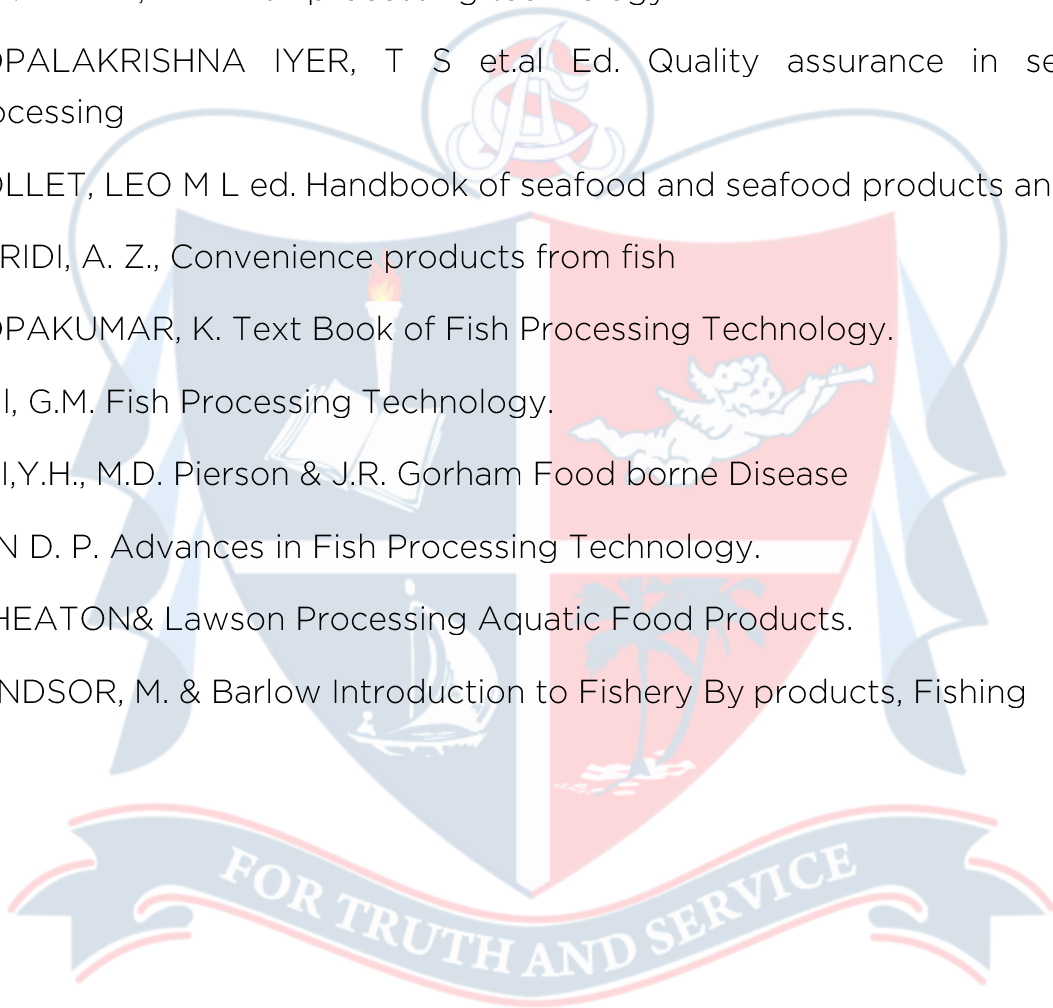 OPALAKRISHNA IYER, T S et.al Ed. Quality assurance in se
ocessing
OLLET, LEO M L ed. Handbook of seafood and seafood products an
RIDI, A. Z., Convenience products from fish
OPAKUMAR, K. Text Book of Fish Processing Technology.
l, G.M. Fish Processing Technology.
I,Y.H., M.D. Pierson & J.R. Gorham Food borne Disease
N D. P. Advances in Fish Processing Technology.
HEATON& Lawson Processing Aquatic Food Products.
NDSOR, M. & Barlow Introduction to Fishery By products, Fishing
FOR TRUTH AND SERVICE